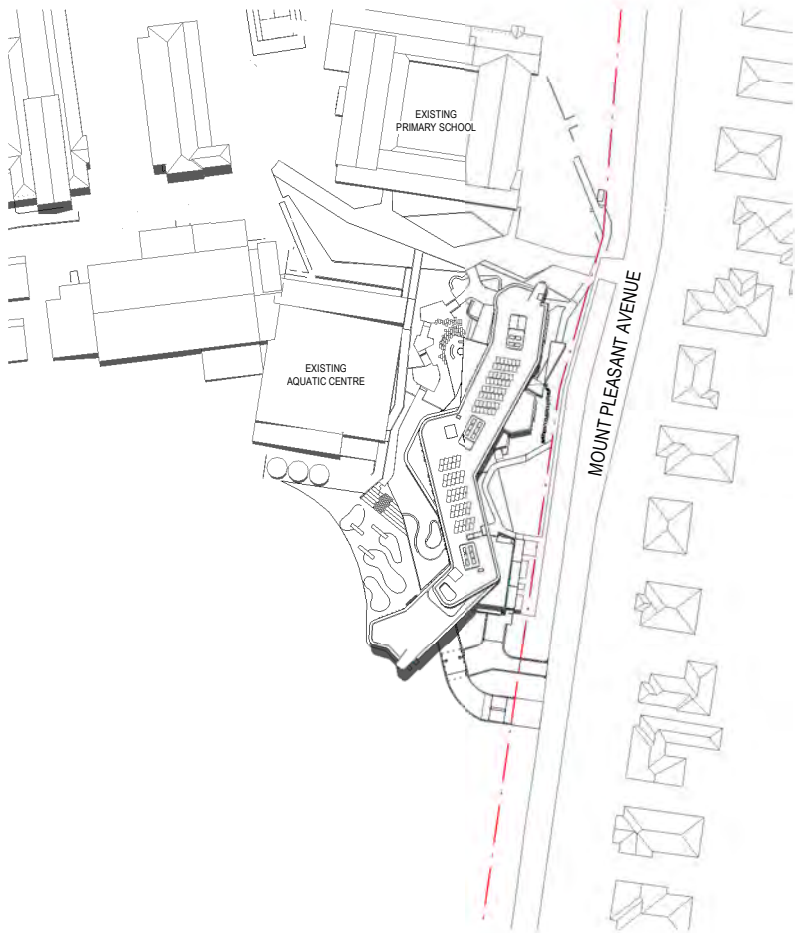 EXISTING
PRIMARY SCHOOL
MOUNT PLEASANT AVENUE
EXISTING
AQUATIC CENTRE